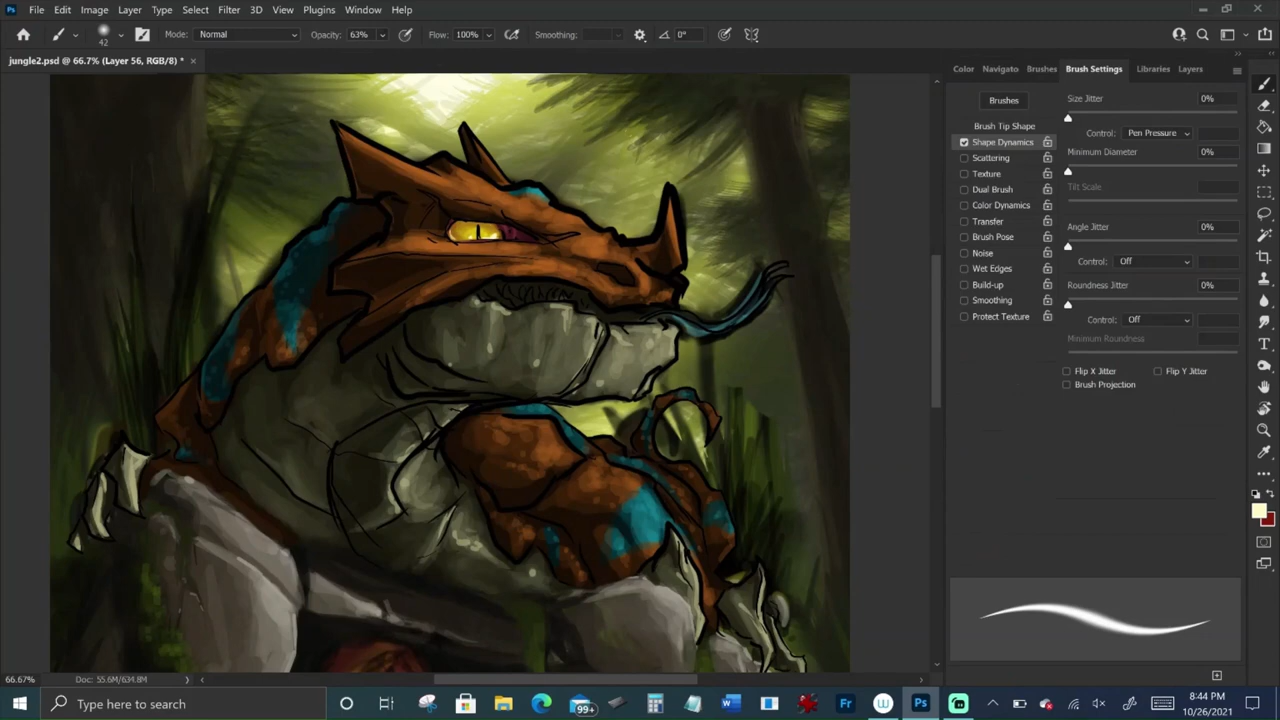 Ps File Edit Image Layer Type Select Filter 3D View Plugins Window Help
42 Mode: Normal Opacity: 63% Flow: 100% Smoothing: 0°
jungle2.psd @ 66.7% (Layer 56, RGB/8) * ×
Color Navigato Brushes Brush Settings Libraries Layers
Brushes
Brush Tip Shape
Shape Dynamics
Scattering
Texture
Dual Brush
Color Dynamics
Transfer
Brush Pose
Noise
Wet Edges
Build-up
Smoothing
Protect Texture
Size Jitter 0%
Control: Pen Pressure
Minimum Diameter 0%
Tilt Scale
Angle Jitter 0%
Control: Off
Roundness Jitter 0%
Control: Off
Minimum Roundness
Flip X Jitter Flip Y Jitter
Brush Projection
66.67% Doc: 55.6M/634.8M
Type here to search
99+
W
Fr
W
Ps
8:44 PM
10/26/2021